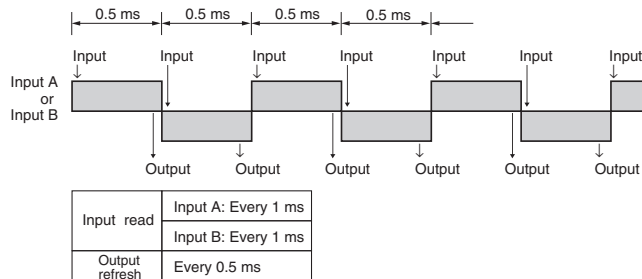 0.5 ms 0.5 ms 0.5 ms 0.5 ms
Input Input Input Input Input Input Input
Input A
or
Input B
Output Output Output Output Output Output
Input read
Input A: Every 1 ms
Input B: Every 1 ms
Output
refresh
Every 0.5 ms